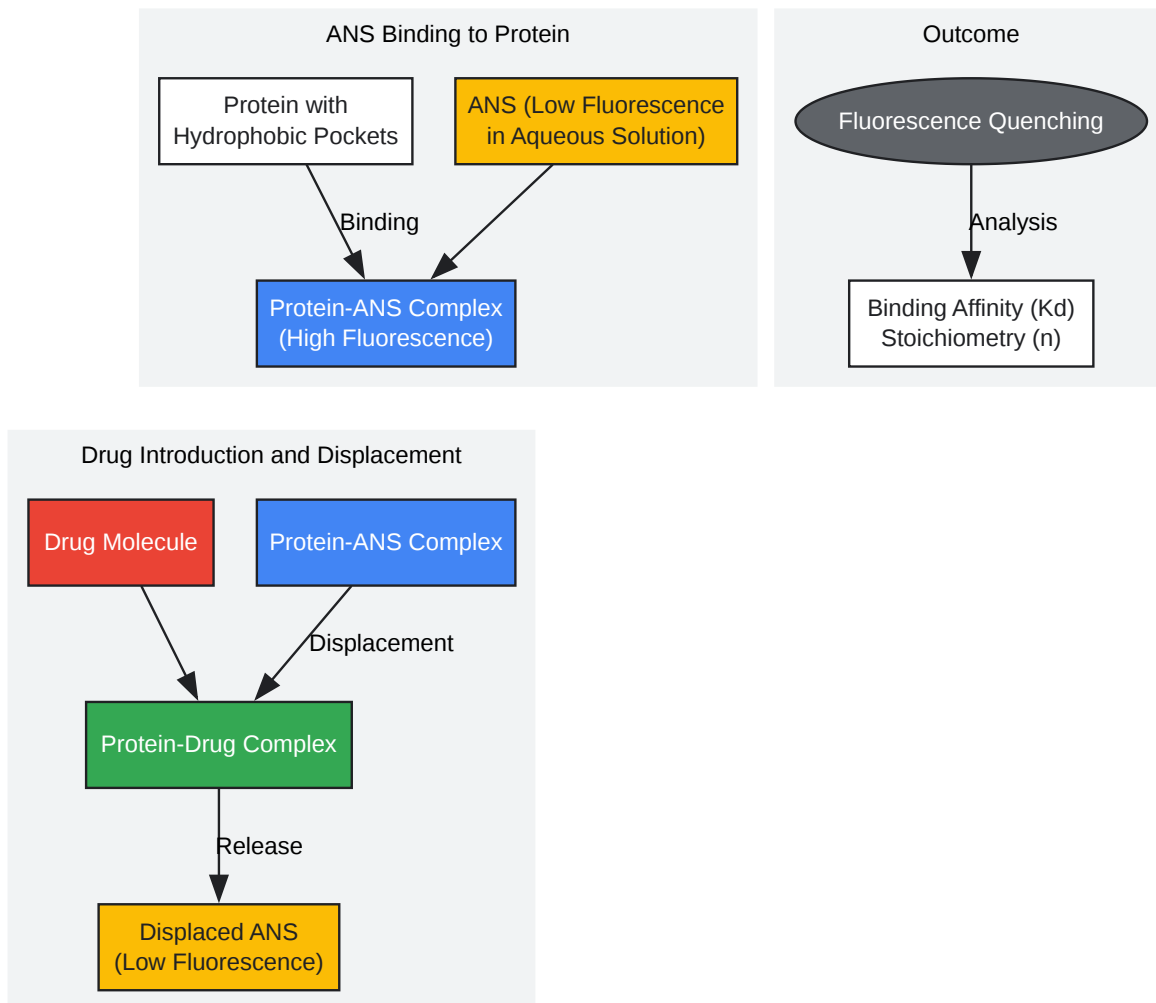 ANS Binding to Protein
Protein with
Hydrophobic Pockets
ANS (Low Fluorescence
in Aqueous Solution)
Binding
Protein-ANS Complex
(High Fluorescence)
Outcome
Fluorescence Quenching
Analysis
Binding Affinity (Kd)
Stoichiometry (n)
Drug Introduction and Displacement
Drug Molecule
Protein-ANS Complex
Displacement
Protein-Drug Complex
Release
Displaced ANS
(Low Fluorescence)